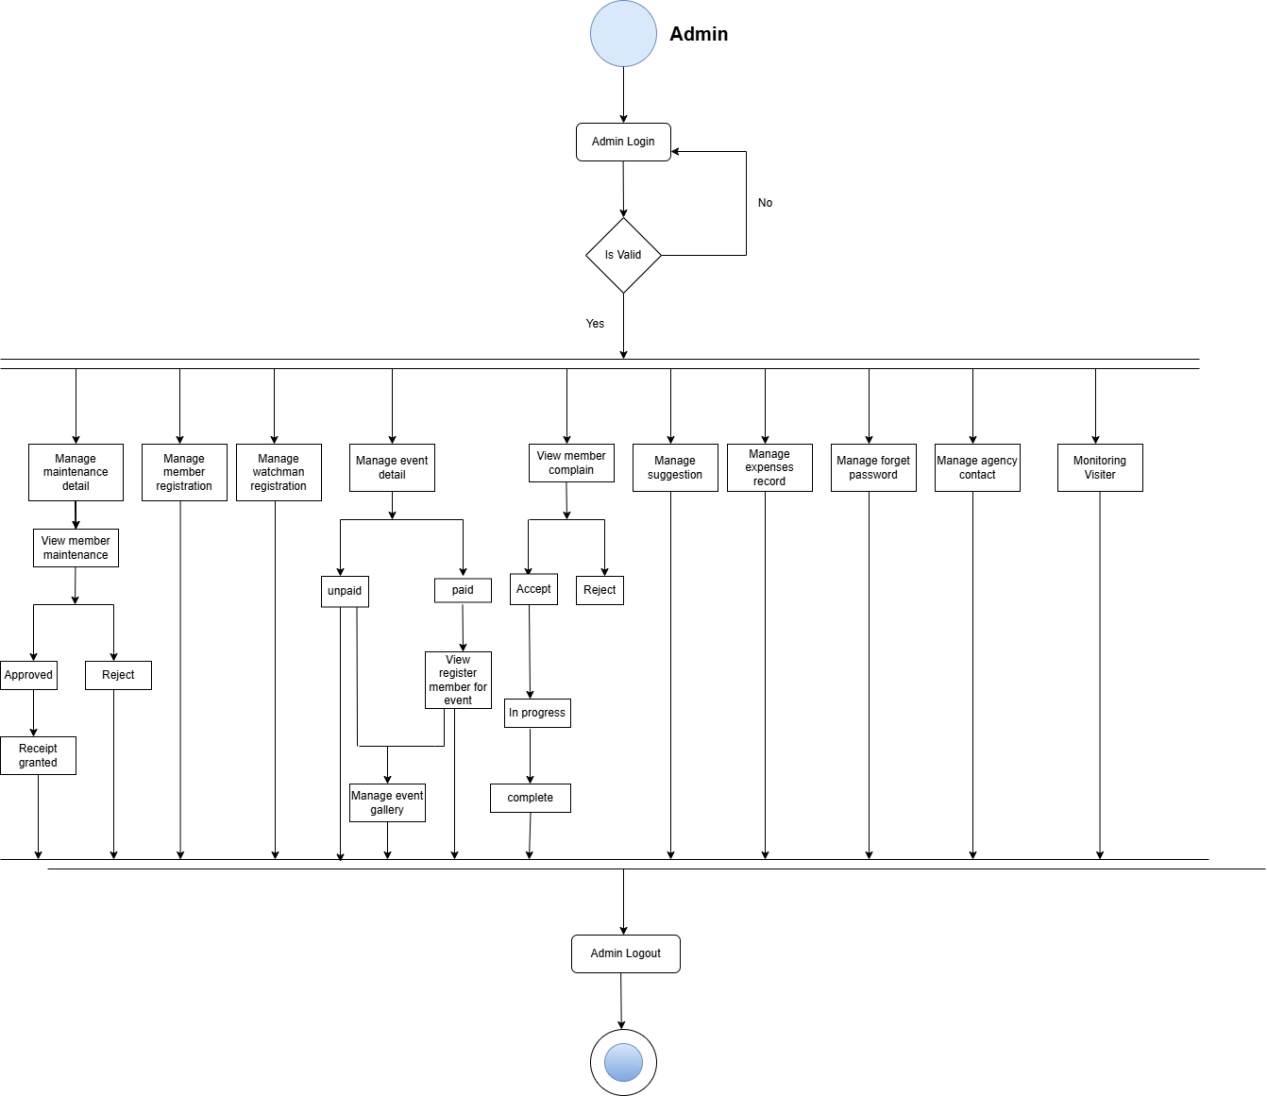 Admin
Admin Login
No
Is Valid
Yes
Manage
maintenance
detail
Manage
member
registration
Manage
watchman
registration
Manage event
detail
View member
complain
Manage
suggestion
Manage
expenses
record
Manage forget
password
Manage agency
contact
Monitoring
Visiter
View member
maintenance
unpaid
paid
Accept
Reject
Approved
Reject
View
register
member for
event
In progress
Receipt
granted
Manage event
gallery
complete
Admin Logout